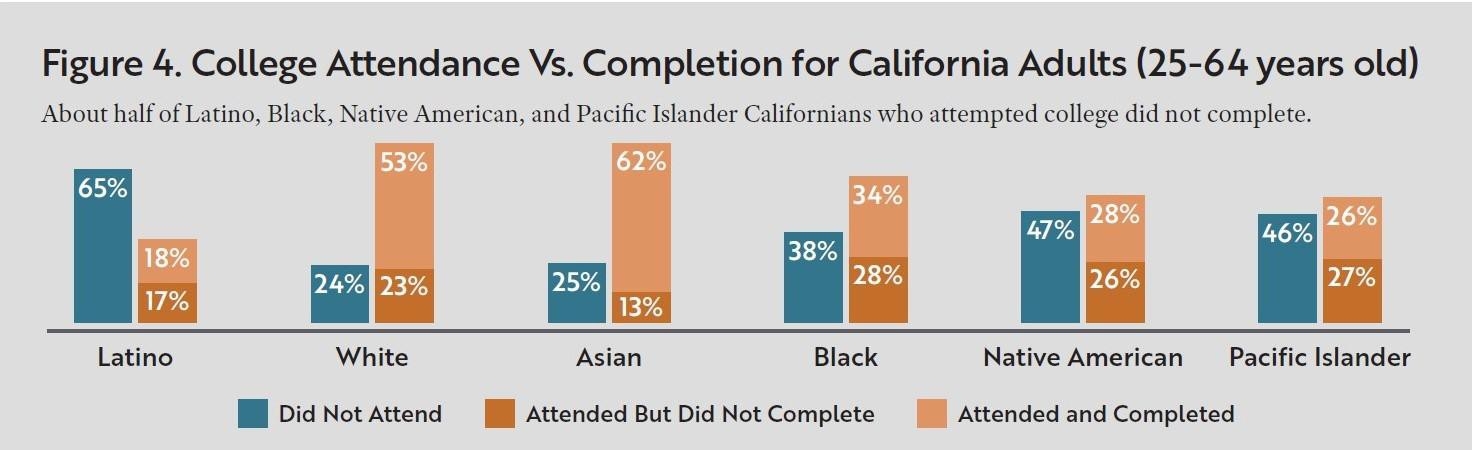 Figure 4. College Attendance Vs. Completion for California Adults (25-64 years old)
About half of Latino, Black, Native American, and Pacific Islander Californians who attempted college did not complete.
65%
18%
17%
24%
53%
23%
25%
62%
13%
38%
34%
28%
47%
28%
26%
46%
26%
27%
Latino
White
Asian
Black
Native American
Pacific Islander
Did Not Attend
Attended But Did Not Complete
Attended and Completed